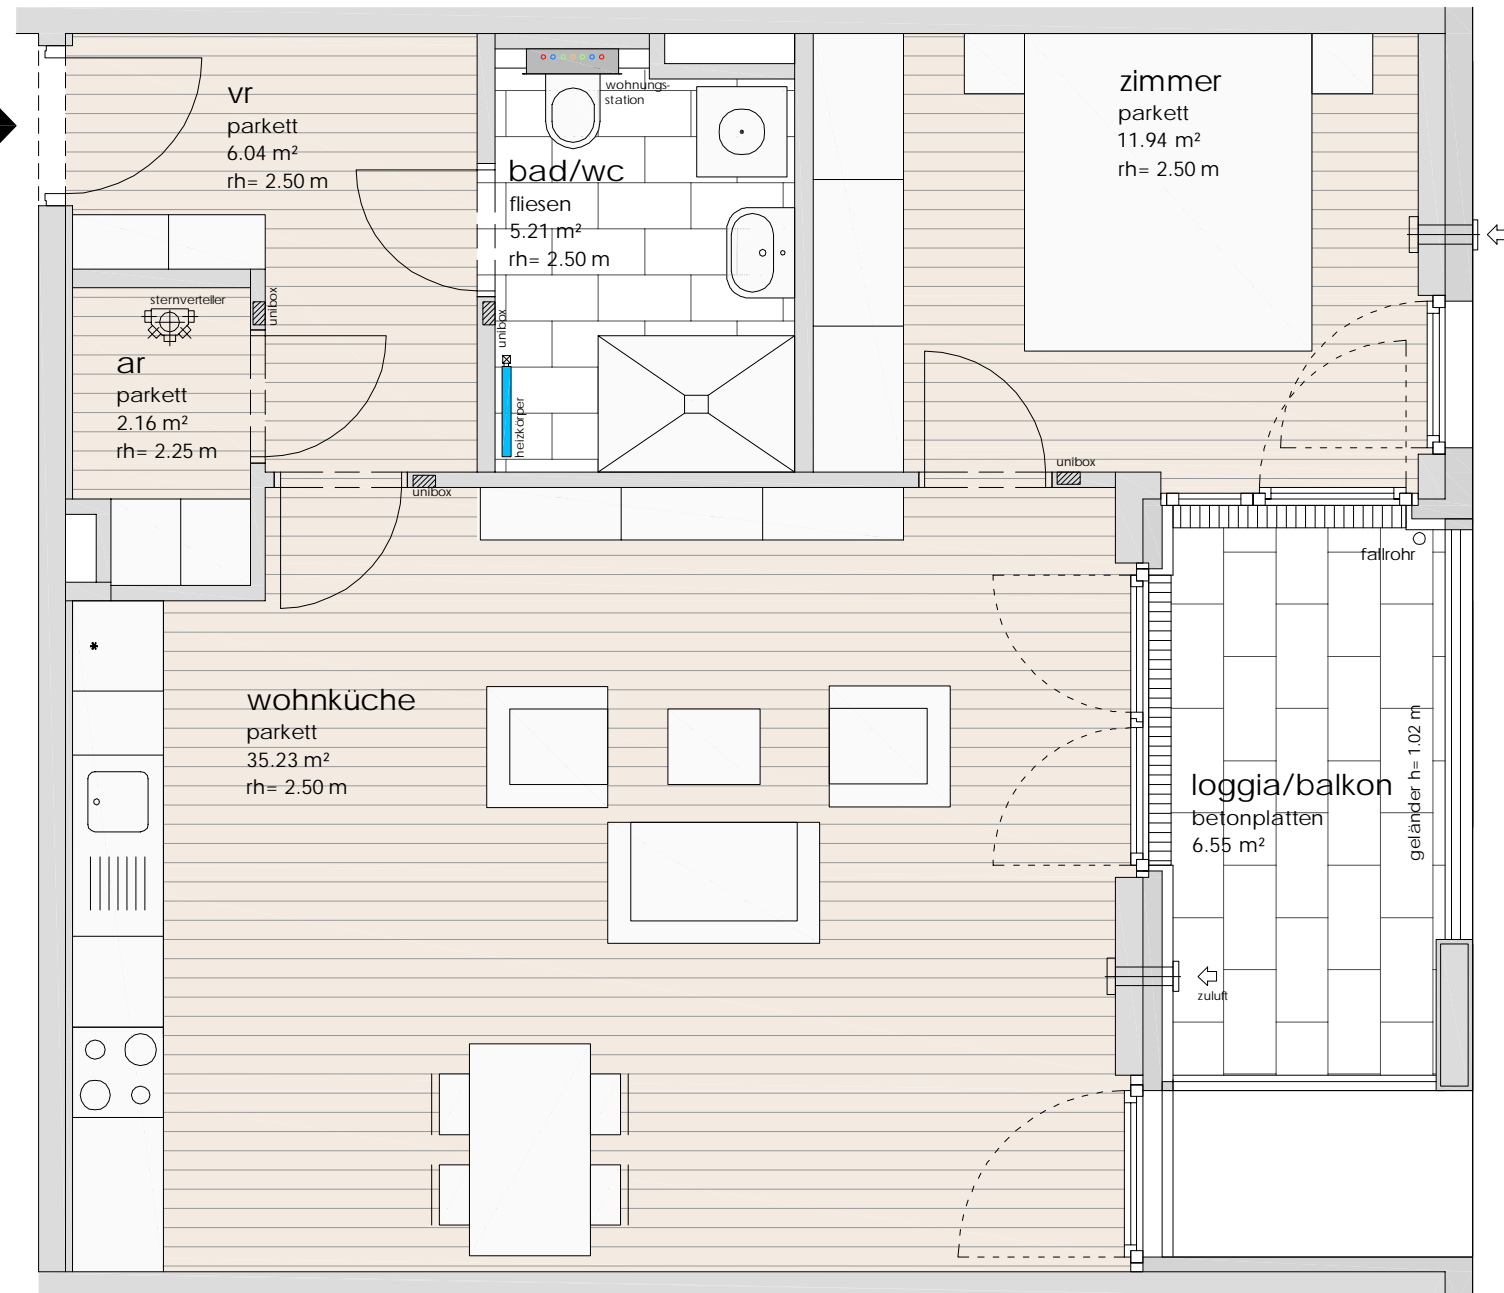 vr
parkett
6.04 m²
rh= 2.50 m
wohnungs-
station
bad/wc
fliesen
5.21 m²
rh= 2.50 m
zimmer
parkett
11.94 m²
rh= 2.50 m
sternverteiler
unibox
ar
parkett
2.16 m²
rh= 2.25 m
unibox
heizkörper
unibox
unibox
fallrohr
wohnküche
parkett
35.23 m²
rh= 2.50 m
loggia/balkon
betonplatten
6.55 m²
geländer h= 1.02 m
zuluft